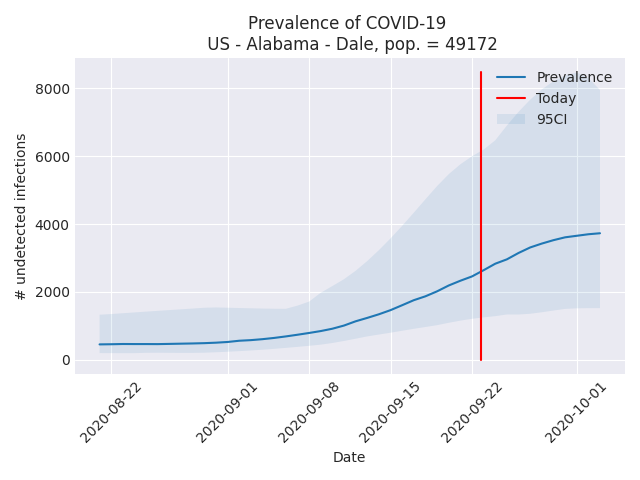 Prevalence of COVID-19
US - Alabama - Dale, pop. = 49172
Prevalence
Today
95CI
# undetected infections
8000
6000
4000
2000
0
2020-08-22
2020-09-01
2020-09-08
2020-09-15
2020-09-22
2020-10-01
Date